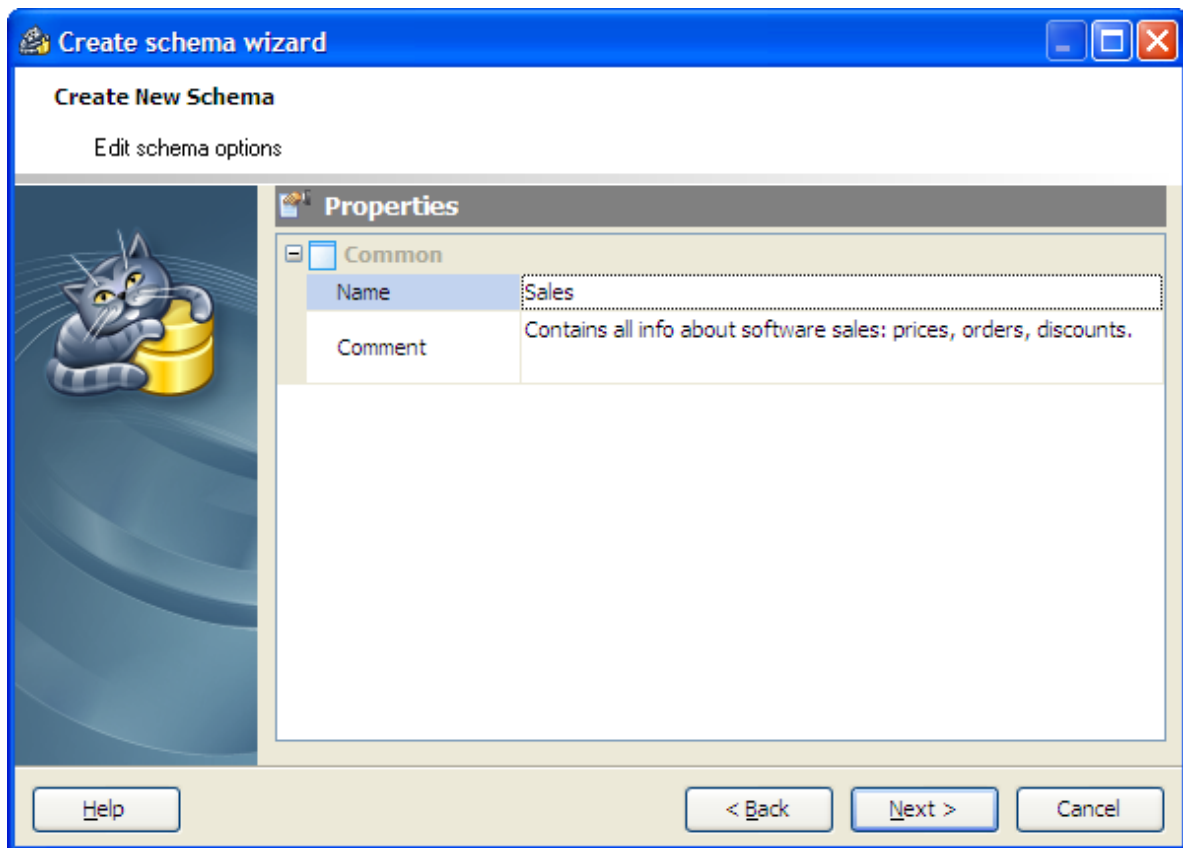 Create schema wizard
Create New Schema
Edit schema options
Properties
Common
Name
Sales
Comment
Contains all info about software sales: prices, orders, discounts.
Help
< Back
Next >
Cancel